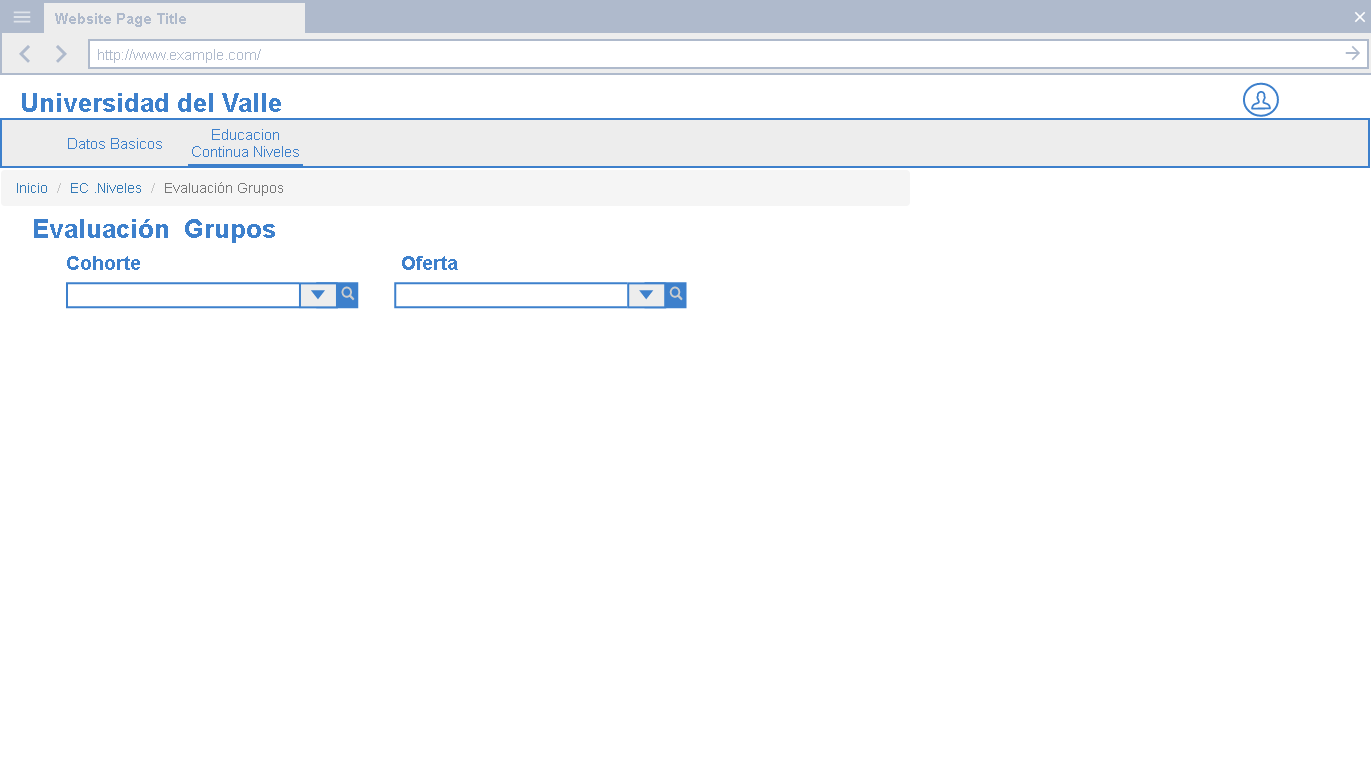 Website Page Title
http://www.example.com/
Universidad del Valle
Datos Basicos
Educacion
Continua Niveles
Inicio / EC .Niveles / Evaluación Grupos
Evaluación Grupos
Cohorte
Oferta